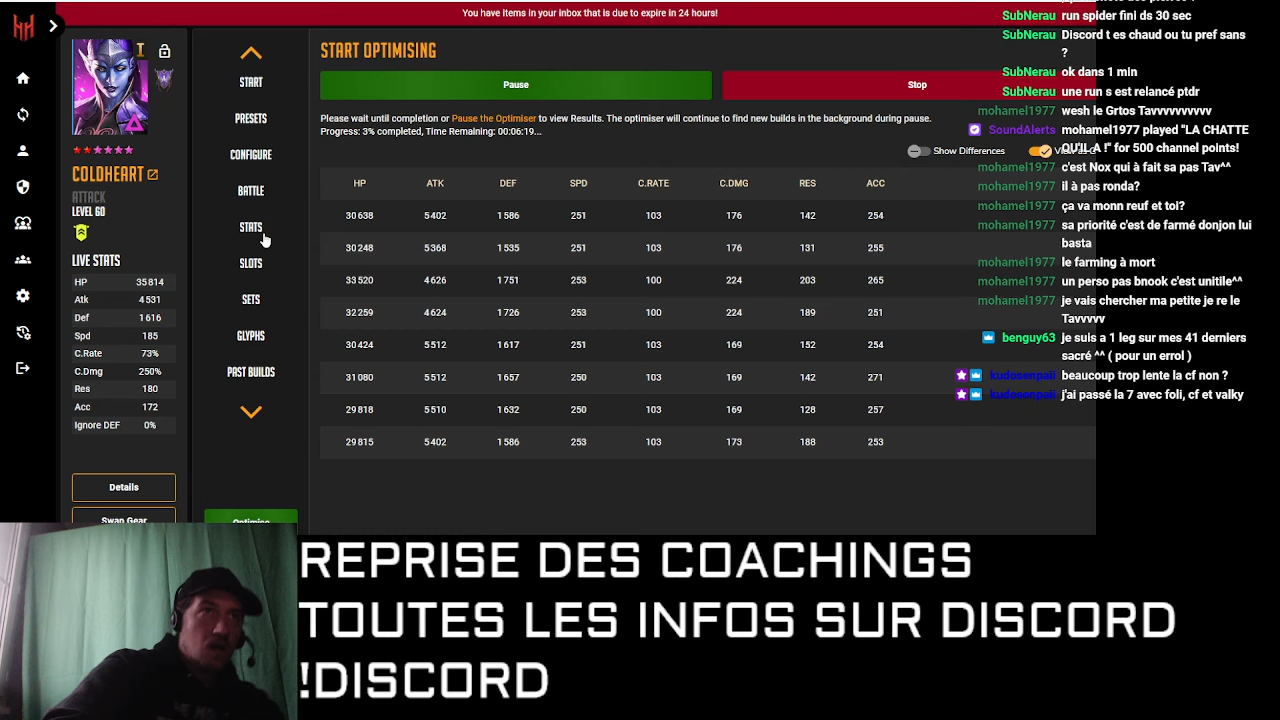 You have items in your inbox that is due to expire in 24 hours!
COLDHEART
ATTACK
LEVEL 60
LIVE STATS
HP 35 814
Atk 4 531
Def 1 616
Spd 185
C.Rate 73%
C.Dmg 250%
Res 180
Acc 172
Ignore DEF 0%
Details
Swap Gear
START
PRESETS
CONFIGURE
BATTLE
STATS
SLOTS
SETS
GLYPHS
PAST BUILDS
Optimise
START OPTIMISING
Pause
Stop
Please wait until completion or Pause the Optimiser to view Results. The optimiser will continue to find new builds in the background during pause.
Progress: 3% completed, Time Remaining: 00:06:19...
Show Differences
HP ATK DEF SPD C.RATE C.DMG RES ACC
30 638 5 402 1 586 251 103 176 142 254
30 248 5 368 1 535 251 103 176 131 255
33 520 4 626 1 751 253 100 224 203 265
32 259 4 624 1 726 253 100 224 189 251
30 424 5 512 1 617 251 103 169 152 254
31 080 5 512 1 657 250 103 169 142 271
29 818 5 510 1 632 250 103 169 128 257
29 815 5 402 1 586 253 103 173 188 253
SubNerau run spider fini ds 30 sec
SubNerau Discord t es chaud ou tu pref sans
?
SubNerau ok dans 1 min
SubNerau une run s est relancé ptdr
mohamel1977 wesh le Grtos Tavvvvvvvvv
SoundAlerts mohamel1977 played "LA CHATTE
QU'IL A !" for 500 channel points!
mohamel1977 c'est Nox qui à fait sa pas Tav^^
mohamel1977 il à pas ronda?
mohamel1977 ça va monn reuf et toi?
mohamel1977 sa priorité c'est de farmé donjon lui
basta
mohamel1977 le farming à mort
mohamel1977 un perso pas bnook c'est unitile^^
mohamel1977 je vais chercher ma petite je re le
Tavvvvv
benguy63 je suis a 1 leg sur mes 41 derniers
sacré ^^ ( pour un errol )
kudosenpaii beaucoup trop lente la cf non ?
kudosenpaii j'ai passé la 7 avec foli, cf et valky
REPRISE DES COACHINGS
TOUTES LES INFOS SUR DISCORD
!DISCORD